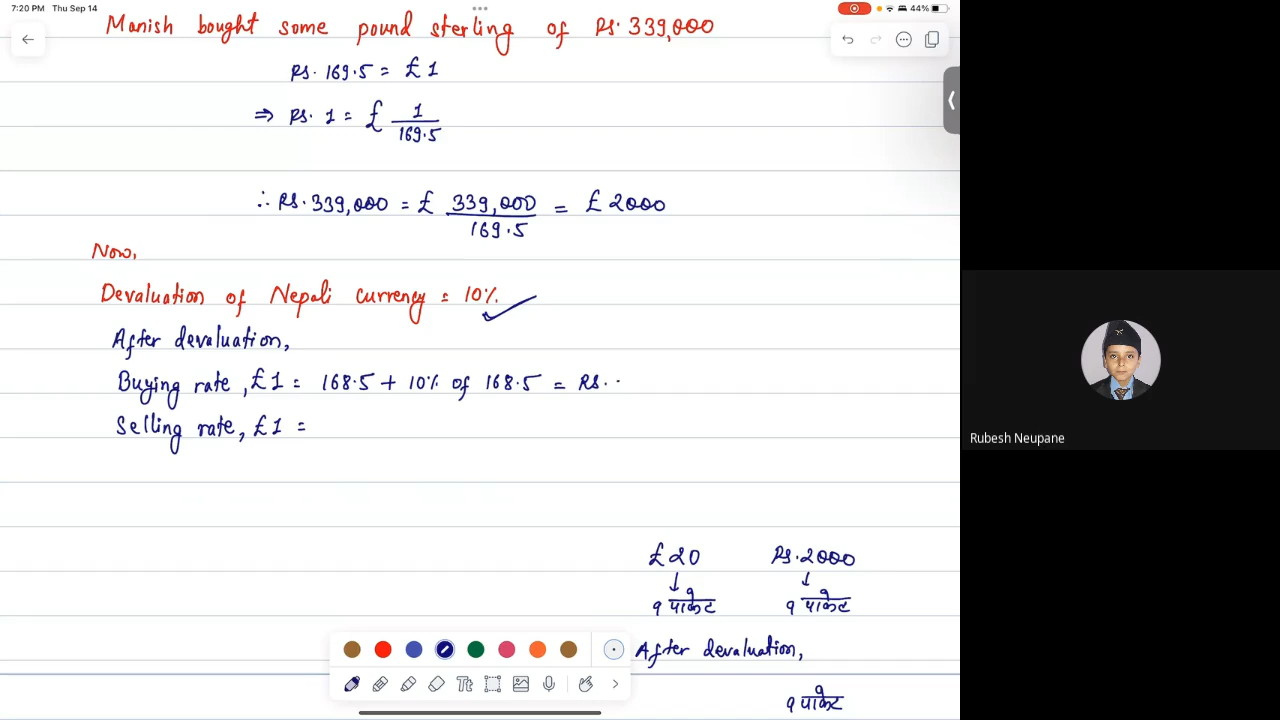 7:20 PM Thu Sep 14
44%
Manish bought some pound sterling of Rs. 339,000
Rs. 169.5 = £1
⇒ Rs. 1 = £ 1/169.5
∴ Rs. 339,000 = £ 339,000/169.5 = £ 2000
Now,
Devaluation of Nepali currency = 10%.
After devaluation,
Buying rate, £1 = 168.5 + 10% of 168.5 = Rs.
Selling rate, £1 =
Rubesh Neupane
£20 Rs. 2000
↓ ↓
After devaluation,
Tt